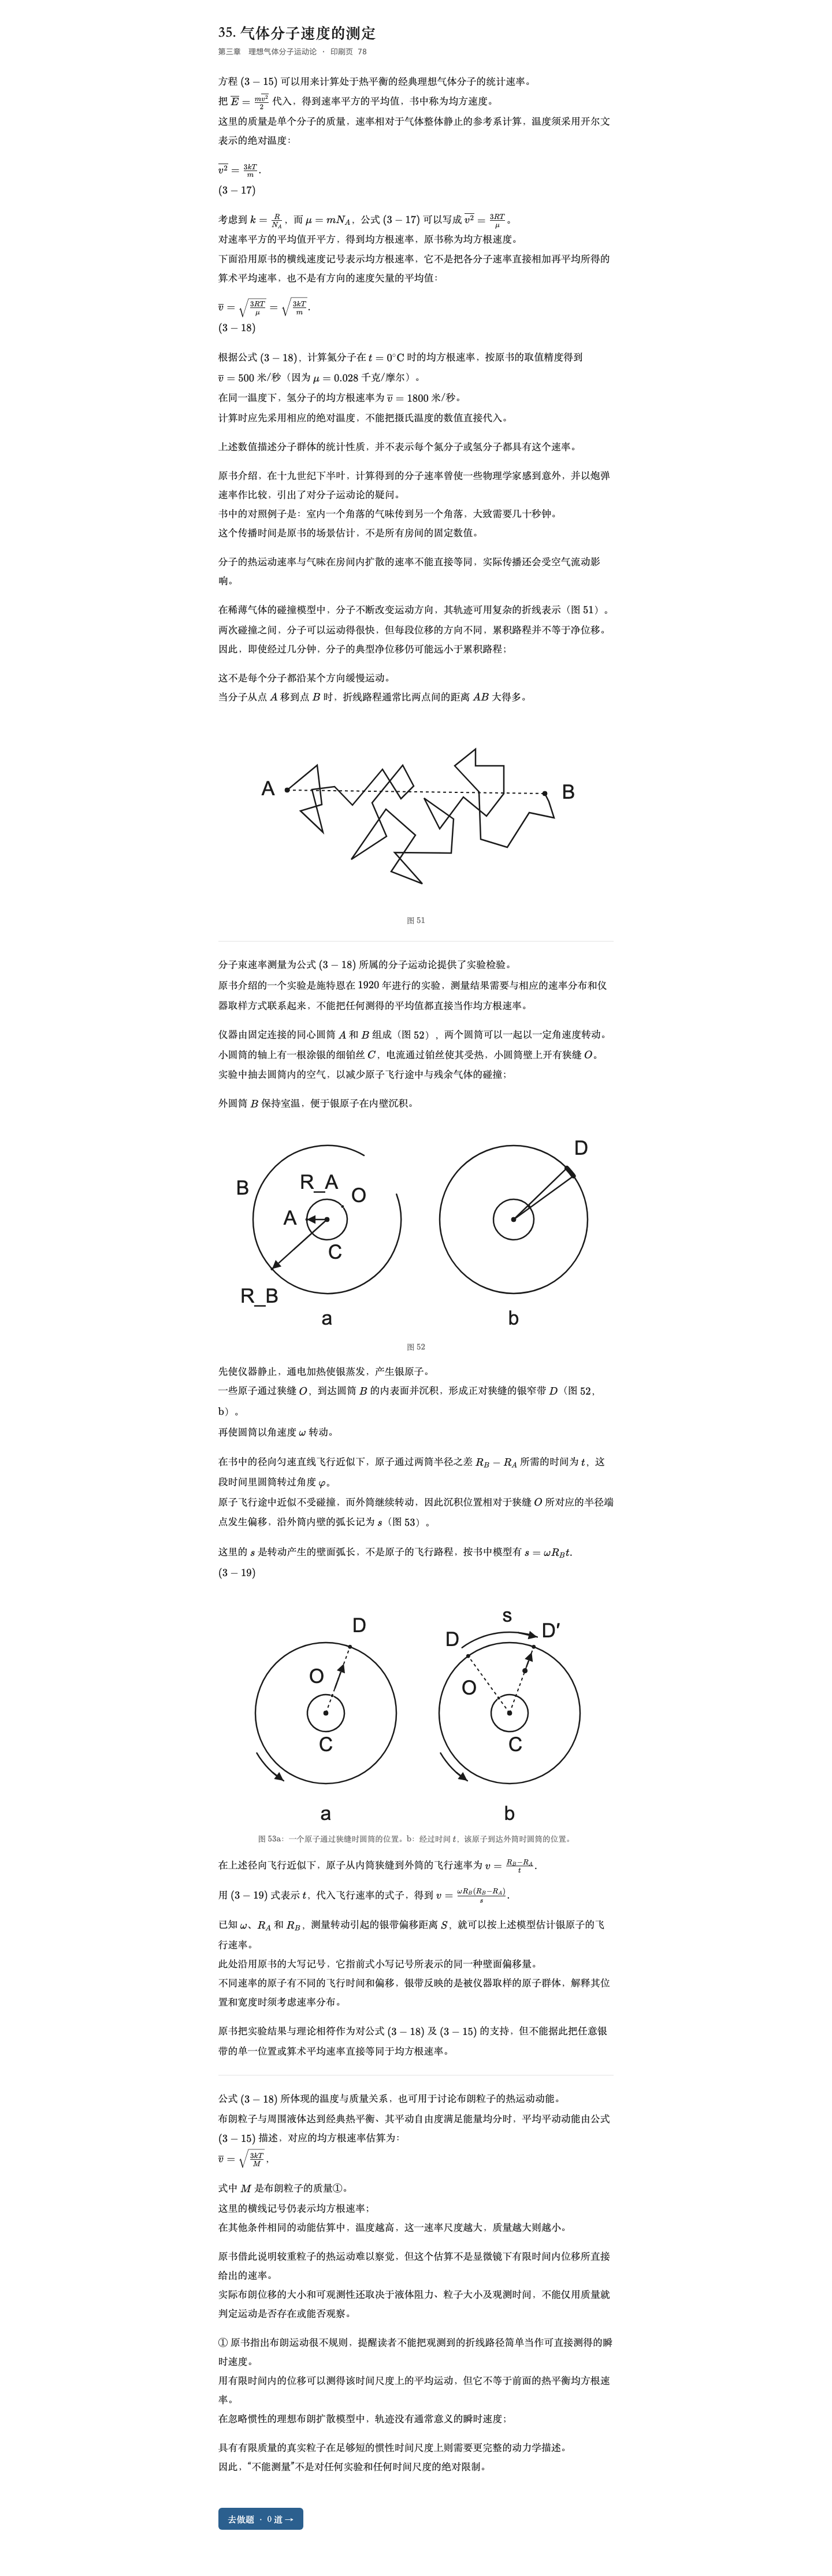 35. 气体分子速度的测定
第三章 理想气体分子运动论 · 印刷页 78
方程 (3 − 15) 可以用来计算处于热平衡的经典理想气体分子的统计速率。
把 $\overline{E} = \frac{m\overline{v^2}}{2}$ 代入，得到速率平方的平均值，书中称为均方速度。
这里的质量是单个分子的质量，速率相对于气体整体静止的参考系计算，温度须采用开尔文
表示的绝对温度：
$\overline{v^2} = \frac{3kT}{m}$.
(3 − 17)
考虑到 $k = \frac{R}{N_A}$，而 $\mu = mN_A$，公式 (3 − 17) 可以写成 $\overline{v^2} = \frac{3RT}{\mu}$。
对速率平方的平均值开平方，得到均方根速率，原书称为均方根速度。
下面沿用原书的横线速度记号表示均方根速率，它不是把各分子速率直接相加再平均所得的
算术平均速率，也不是有方向的速度矢量的平均值：
$\overline{v} = \sqrt{\frac{3RT}{\mu}} = \sqrt{\frac{3kT}{m}}$.
(3 − 18)
根据公式 (3 − 18)，计算氮分子在 t = 0°C 时的均方根速率，按原书的取值精度得到
$\overline{v}$ = 500 米/秒（因为 μ = 0.028 千克/摩尔）。
在同一温度下，氢分子的均方根速率为 $\overline{v}$ = 1800 米/秒。
计算时应先采用相应的绝对温度，不能把摄氏温度的数值直接代入。
上述数值描述分子群体的统计性质，并不表示每个氮分子或氢分子都具有这个速率。
原书介绍，在十九世纪下半叶，计算得到的分子速率曾使一些物理学家感到意外，并以炮弹
速率作比较，引出了对分子运动论的疑问。
书中的对照例子是：室内一个角落的气味传到另一个角落，大致需要几十秒钟。
这个传播时间是原书的场景估计，不是所有房间的固定数值。
分子的热运动速率与气味在房间内扩散的速率不能直接等同，实际传播还会受空气流动影
响。
在稀薄气体的碰撞模型中，分子不断改变运动方向，其轨迹可用复杂的折线表示（图 51）。
两次碰撞之间，分子可以运动得很快，但每段位移的方向不同，累积路程并不等于净位移。
因此，即使经过几分钟，分子的典型净位移仍可能远小于累积路程；
这不是每个分子都沿某个方向缓慢运动。
当分子从点 A 移到点 B 时，折线路程通常比两点间的距离 AB 大得多。
A
B
图 51
分子束速率测量为公式 (3 − 18) 所属的分子运动论提供了实验检验。
原书介绍的一个实验是施特恩在 1920 年进行的实验，测量结果需要与相应的速率分布和仪
器取样方式联系起来，不能把任何测得的平均值都直接当作均方根速率。
仪器由固定连接的同心圆筒 A 和 B 组成（图 52），两个圆筒可以一起以一定角速度转动。
小圆筒的轴上有一根涂银的细铂丝 C，电流通过铂丝使其受热，小圆筒壁上开有狭缝 O。
实验中抽去圆筒内的空气，以减少原子飞行途中与残余气体的碰撞；
外圆筒 B 保持室温，便于银原子在内壁沉积。
B
R_A
O
A
C
R_B
a
D
b
图 52
先使仪器静止，通电加热使银蒸发，产生银原子。
一些原子通过狭缝 O，到达圆筒 B 的内表面并沉积，形成正对狭缝的银窄带 D（图 52，
b）。
再使圆筒以角速度 ω 转动。
在书中的径向匀速直线飞行近似下，原子通过两筒半径之差 $R_B - R_A$ 所需的时间为 t，这
段时间里圆筒转过角度 φ。
原子飞行途中近似不受碰撞，而外筒继续转动，因此沉积位置相对于狭缝 O 所对应的半径端
点发生偏移，沿外筒内壁的弧长记为 s（图 53）。
这里的 s 是转动产生的壁面弧长，不是原子的飞行路程，按书中模型有 $s = \omega R_B t$.
(3 − 19)
D
O
C
a
s
D
D′
O
C
b
图 53a：一个原子通过狭缝时圆筒的位置。b：经过时间 t，该原子到达外筒时圆筒的位置。
在上述径向飞行近似下，原子从内筒狭缝到外筒的飞行速率为 $v = \frac{R_B - R_A}{t}$.
用 (3 − 19) 式表示 t，代入飞行速率的式子，得到 $v = \frac{\omega R_B(R_B - R_A)}{s}$.
已知 ω、$R_A$ 和 $R_B$，测量转动引起的银带偏移距离 S，就可以按上述模型估计银原子的飞
行速率。
此处沿用原书的大写记号，它指前式小写记号所表示的同一种壁面偏移量。
不同速率的原子有不同的飞行时间和偏移，银带反映的是被仪器取样的原子群体，解释其位
置和宽度时须考虑速率分布。
原书把实验结果与理论相符作为对公式 (3 − 18) 及 (3 − 15) 的支持，但不能据此把任意银
带的单一位置或算术平均速率直接等同于均方根速率。
公式 (3 − 18) 所体现的温度与质量关系，也可用于讨论布朗粒子的热运动动能。
布朗粒子与周围液体达到经典热平衡、其平动自由度满足能量均分时，平均平动动能由公式
(3 − 15) 描述，对应的均方根速率估算为：
$\overline{v} = \sqrt{\frac{3kT}{M}}$，
式中 M 是布朗粒子的质量①。
这里的横线记号仍表示均方根速率；
在其他条件相同的动能估算中，温度越高，这一速率尺度越大，质量越大则越小。
原书借此说明较重粒子的热运动难以察觉，但这个估算不是显微镜下有限时间内位移所直接
给出的速率。
实际布朗位移的大小和可观测性还取决于液体阻力、粒子大小及观测时间，不能仅用质量就
判定运动是否存在或能否观察。
① 原书指出布朗运动很不规则，提醒读者不能把观测到的折线路径简单当作可直接测得的瞬
时速度。
用有限时间内的位移可以测得该时间尺度上的平均运动，但它不等于前面的热平衡均方根速
率。
在忽略惯性的理想布朗扩散模型中，轨迹没有通常意义的瞬时速度；
具有有限质量的真实粒子在足够短的惯性时间尺度上则需要更完整的动力学描述。
因此，“不能测量”不是对任何实验和任何时间尺度的绝对限制。
去做题 · 0 道 →